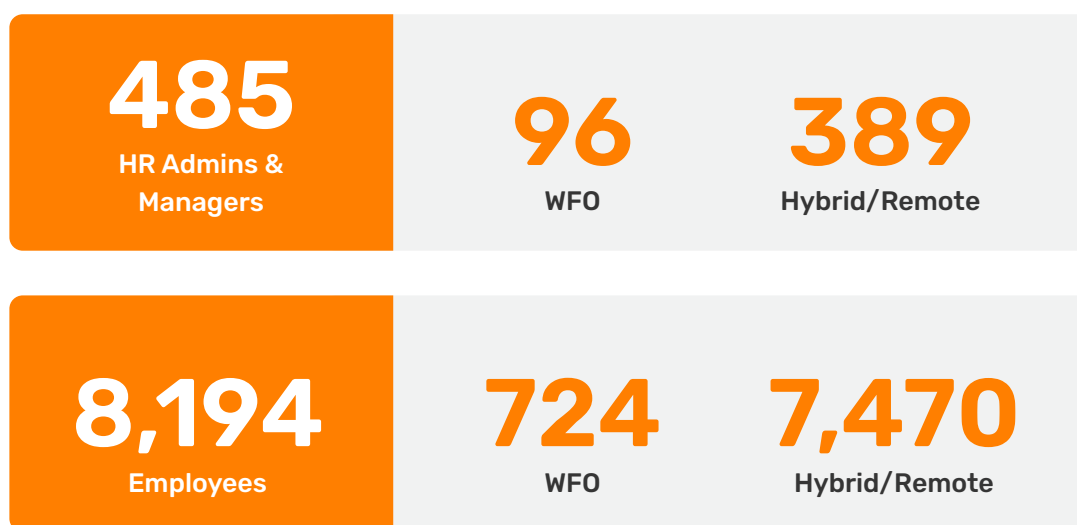 485
HR Admins &
Managers
96
WFO
389
Hybrid/Remote
8,194
Employees
724
WFO
7,470
Hybrid/Remote